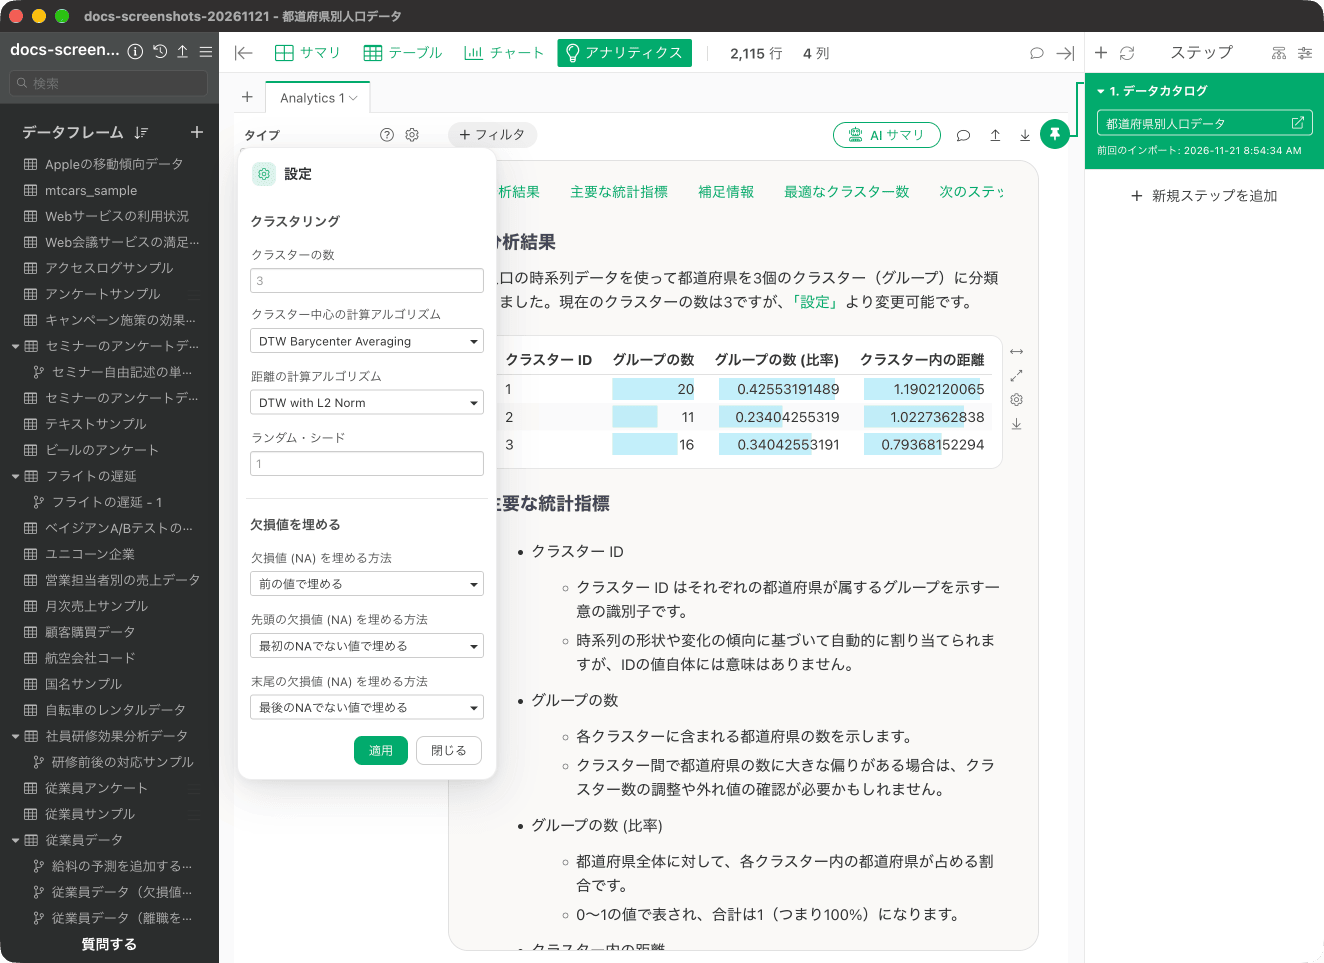 docs-screenshots-20261121 - 都道府県別人口データ
docs-screen...
検索
データフレーム
Appleの移動傾向データ
mtcars_sample
Webサービスの利用状況
Web会議サービスの満足…
アクセスログサンプル
アンケートサンプル
キャンペーン施策の効果…
セミナーのアンケートデ…
セミナー自由記述の単…
セミナーのアンケートデ…
テキストサンプル
ビールのアンケート
フライトの遅延
フライトの遅延 - 1
ベイジアンA/Bテストの…
ユニコーン企業
営業担当者別の売上データ
月次売上サンプル
顧客購買データ
航空会社コード
国名サンプル
自転車のレンタルデータ
社員研修効果分析データ
研修前後の対応サンプル
従業員アンケート
従業員サンプル
従業員データ
給料の予測を追加する…
従業員データ（欠損値…
従業員データ（離職を…
質問する
サマリ
テーブル
チャート
アナリティクス
2,115 行
4 列
Analytics 1
タイプ
フィルタ
AI サマリ
設定
クラスタリング
クラスターの数
3
クラスター中心の計算アルゴリズム
DTW Barycenter Averaging
距離の計算アルゴリズム
DTW with L2 Norm
ランダム・シード
1
欠損値を埋める
欠損値 (NA) を埋める方法
前の値で埋める
先頭の欠損値 (NA) を埋める方法
最初のNAでない値で埋める
末尾の欠損値 (NA) を埋める方法
最後のNAでない値で埋める
適用
閉じる
析結果
主要な統計指標
補足情報
最適なクラスター数
次のステッ
分析結果
人口の時系列データを使って都道府県を3個のクラスター（グループ）に分類
ました。現在のクラスターの数は3ですが、「設定」より変更可能です。
クラスター ID グループの数 グループの数 (比率) クラスター内の距離
1 20 0.42553191489 1.1902120065
2 11 0.23404255319 1.0227362838
3 16 0.34042553191 0.79368152294
主要な統計指標
• クラスター ID
◦ クラスター ID はそれぞれの都道府県が属するグループを示す一
意の識別子です。
◦ 時系列の形状や変化の傾向に基づいて自動的に割り当てられま
すが、IDの値自体には意味はありません。
• グループの数
◦ 各クラスターに含まれる都道府県の数を示します。
◦ クラスター間で都道府県の数に大きな偏りがある場合は、クラ
スター数の調整や外れ値の確認が必要かもしれません。
• グループの数 (比率)
◦ 都道府県全体に対して、各クラスター内の都道府県が占める割
合です。
◦ 0〜1の値で表され、合計は1（つまり100%）になります。
• クラスター内の距離
ステップ
1. データカタログ
都道府県別人口データ
前回のインポート: 2026-11-21 8:54:34 AM
新規ステップを追加